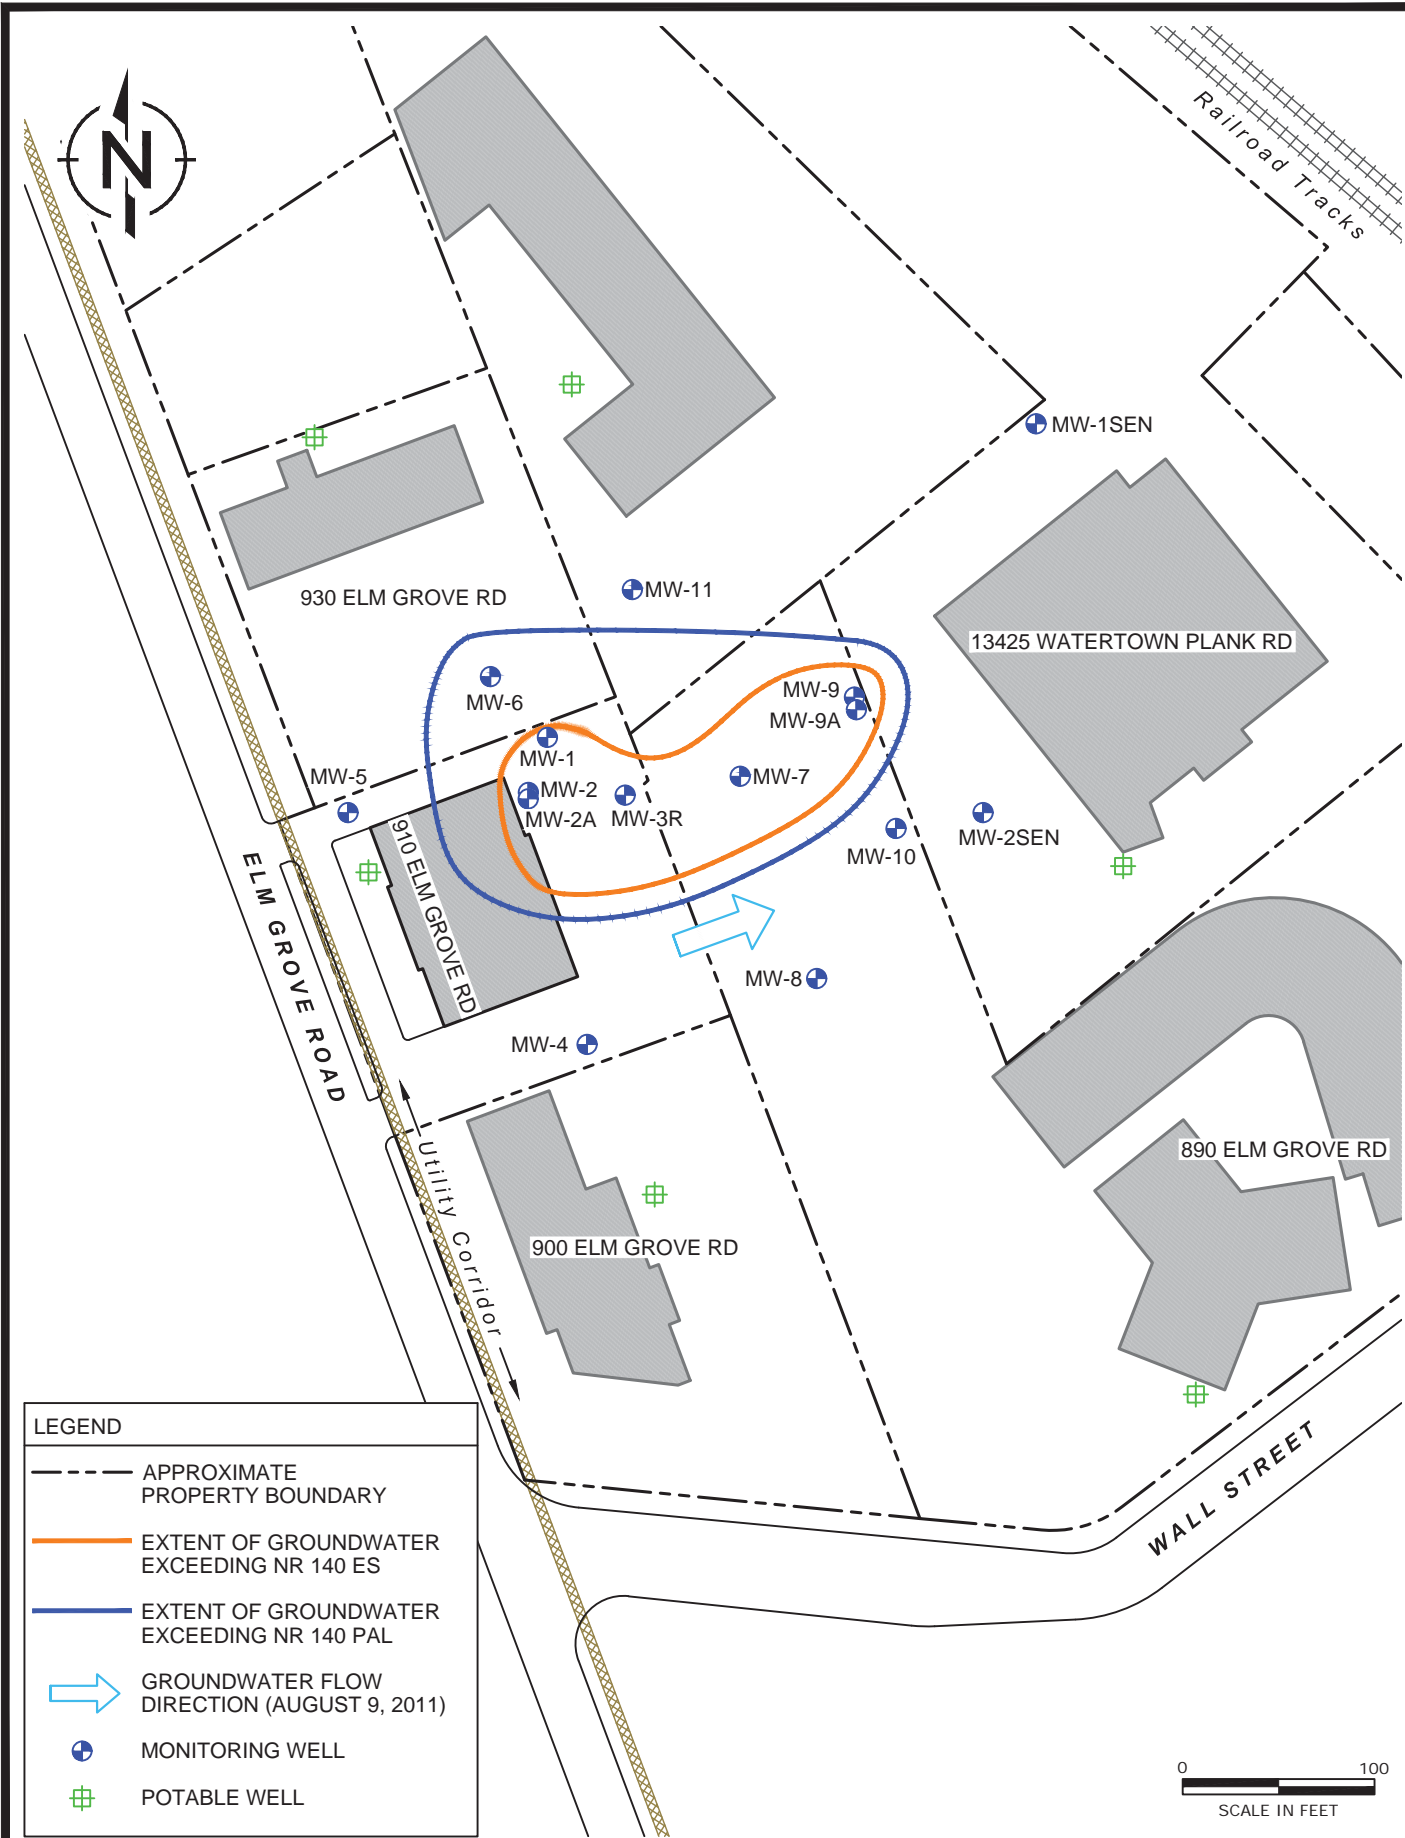 N
Railroad Tracks
MW-1SEN
930 ELM GROVE RD
MW-11
13425 WATERTOWN PLANK RD
MW-6
MW-9
MW-9A
MW-1
MW-5
MW-2
MW-7
MW-2A
MW-3R
MW-10
MW-2SEN
910 ELM GROVE RD
ELM GROVE ROAD
MW-8
MW-4
Utility Corridor
890 ELM GROVE RD
900 ELM GROVE RD
WALL STREET
LEGEND
APPROXIMATE
PROPERTY BOUNDARY
EXTENT OF GROUNDWATER
EXCEEDING NR 140 ES
EXTENT OF GROUNDWATER
EXCEEDING NR 140 PAL
GROUNDWATER FLOW
DIRECTION (AUGUST 9, 2011)
MONITORING WELL
POTABLE WELL
0 100
SCALE IN FEET